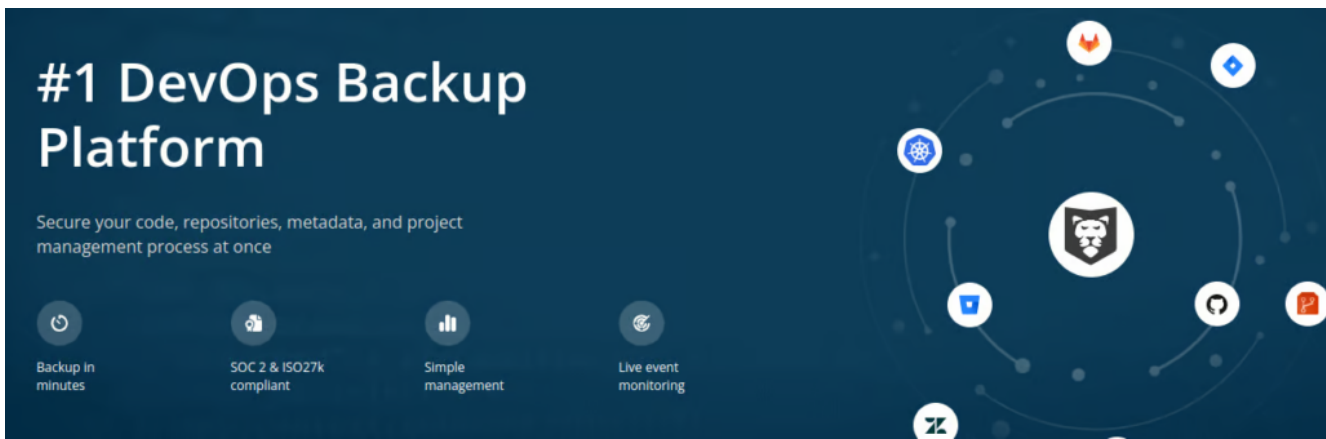 #1 DevOps Backup
Platform
Secure your code, repositories, metadata, and project
management process at once
Backup in
minutes
SOC 2 & ISO27k
compliant
Simple
management
Live event
monitoring